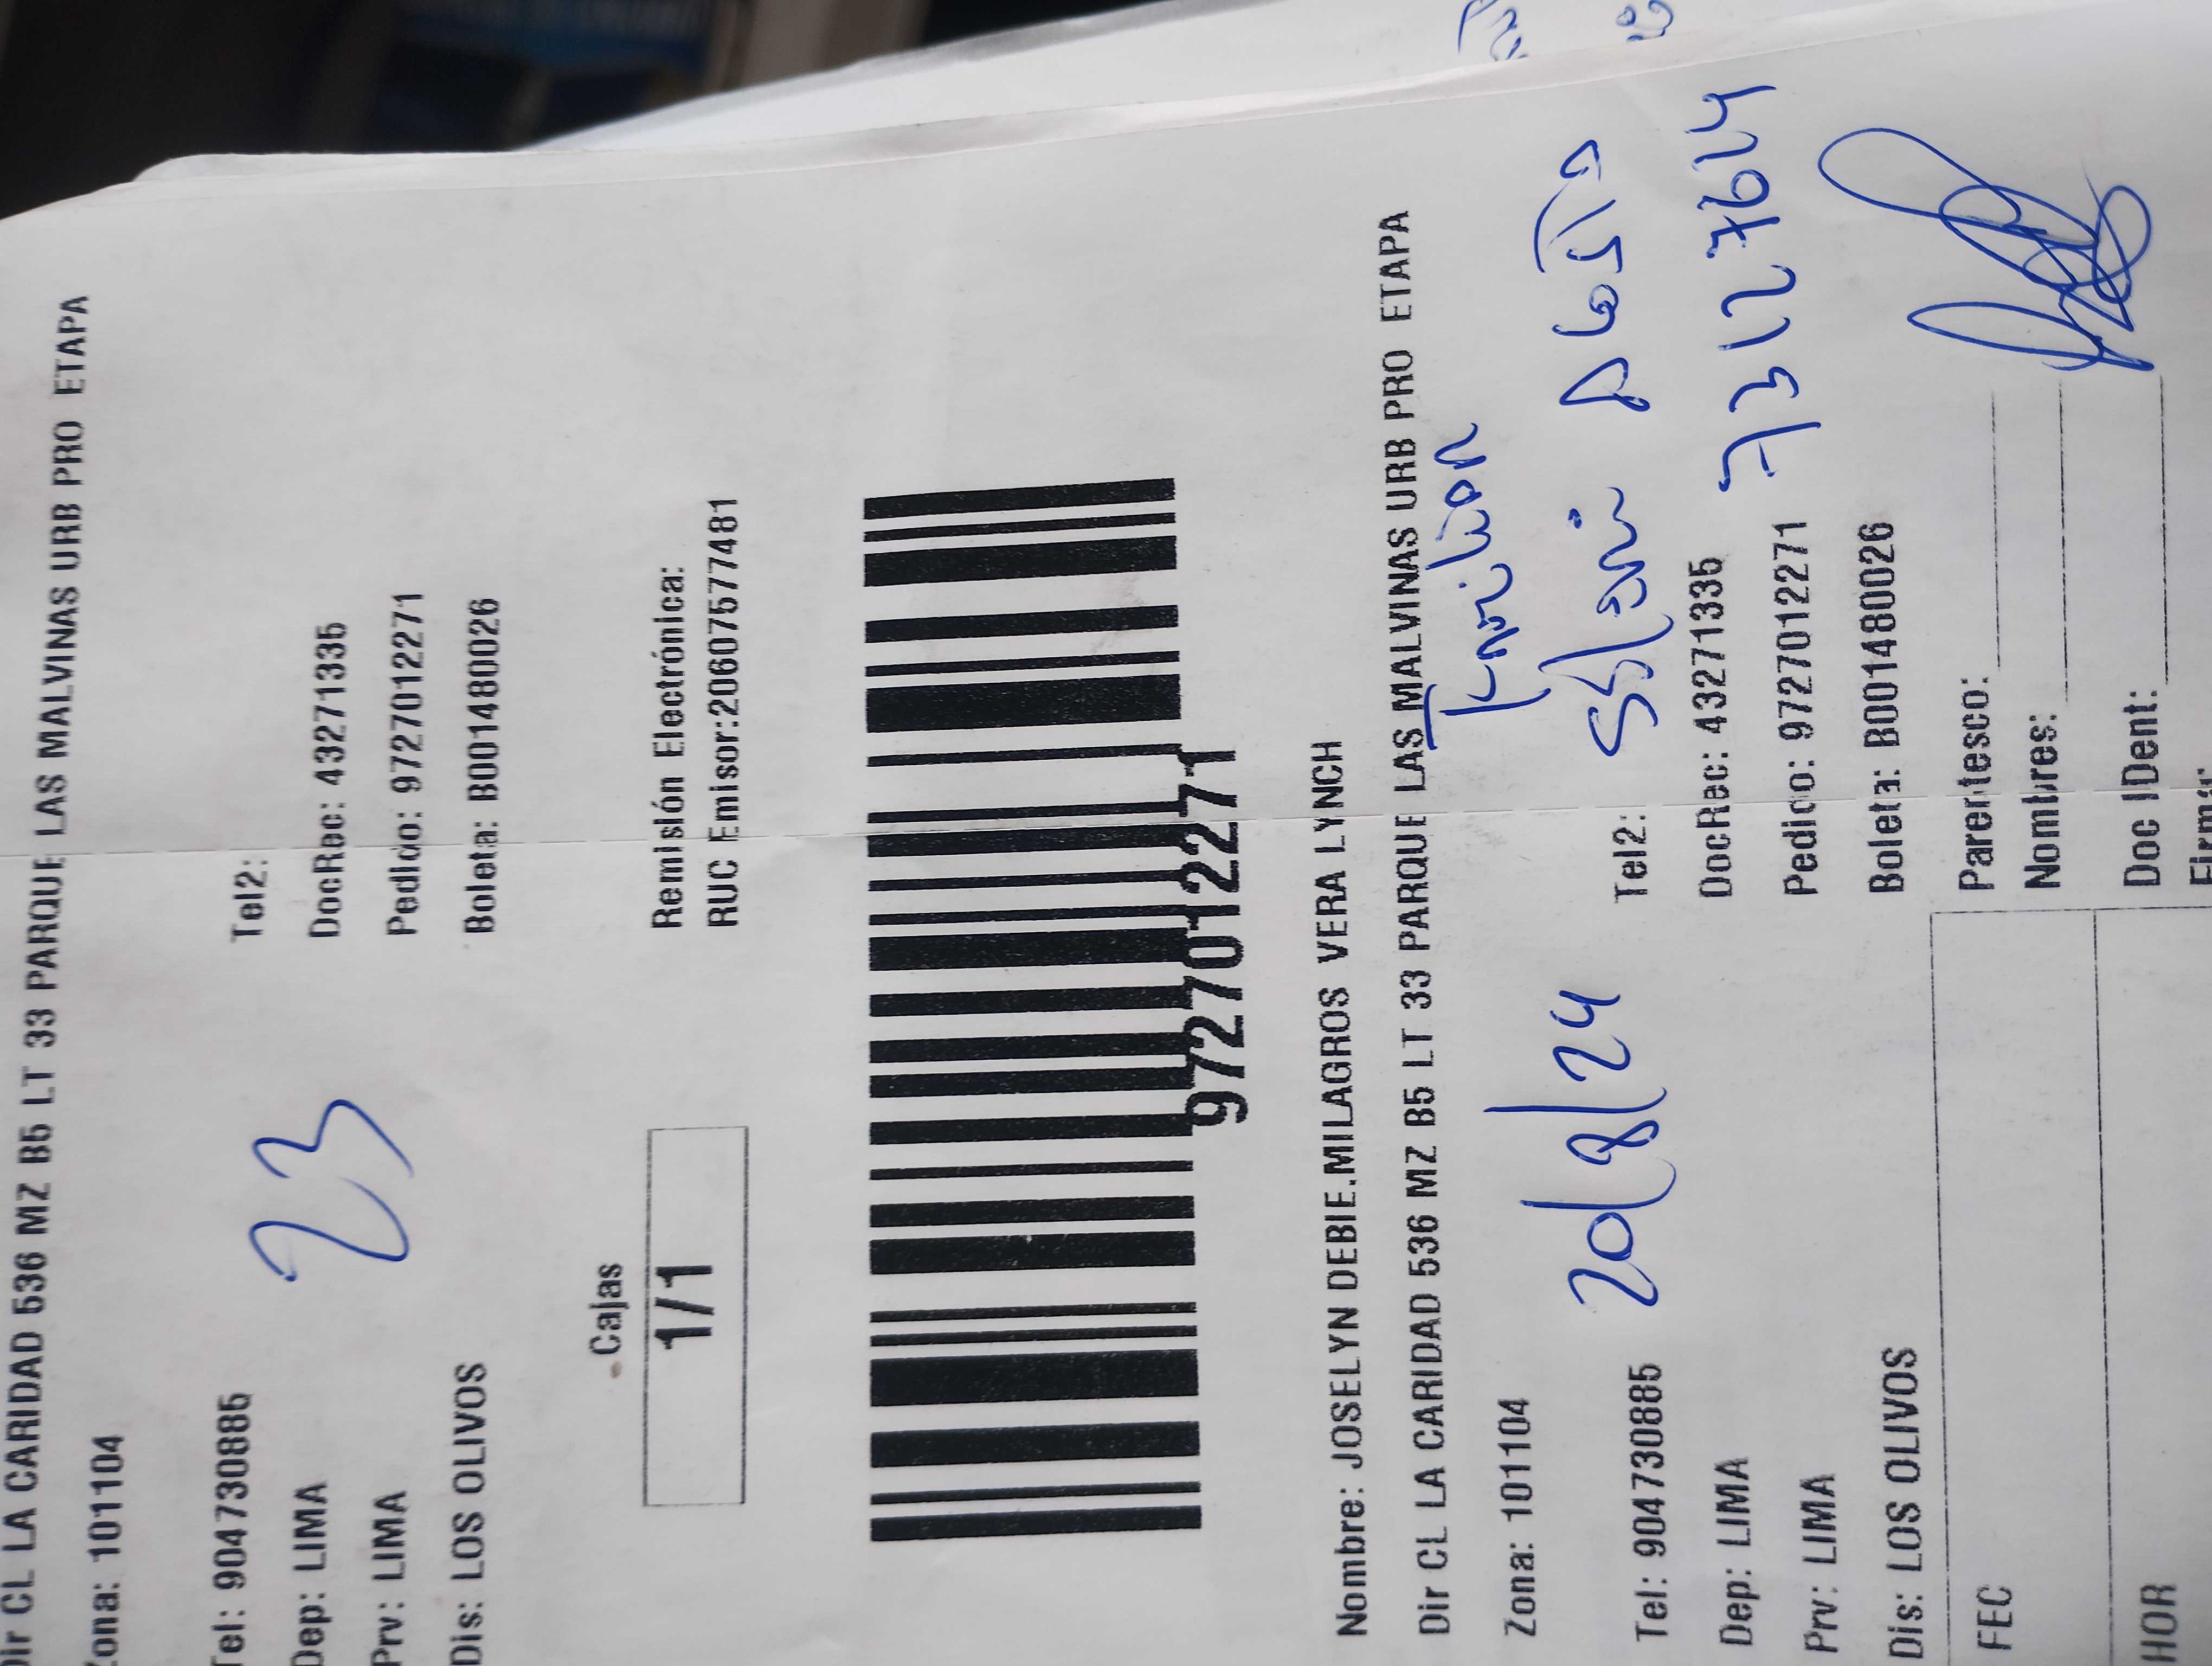 Dir CL LA CARIDAD 536 MZ B5 LT 33 PARQUE LAS MALVINAS URB PRO ETAPA
Zona: 101104
Tel: 904730885 Tel2:
Dep: LIMA DocRec: 43271335
23
Prv: LIMA Pedido: 9727012271
Dis: LOS OLIVOS Boleta: B00148800026
Cajas
1/1
Remisión Electrónica:
RUC Emisor:20607577481
9727012271
Nombre: JOSELYN DEBIE.MILAGROS VERA LYNCH
Dir CL LA CARIDAD 536 MZ B5 LT 33 PARQUE LAS MALVINAS URB PRO ETAPA
Zona: 101104
20/8/24
Tel: 904730885 Tel2:
Dep: LIMA DocRec: 43271335
73127614
Prv: LIMA Pedido: 9727012271
Dis: LOS OLIVOS Boleta: B00148800026
FEC Parentesco:
Nombres:
HOR Doc IDent:
Firma: